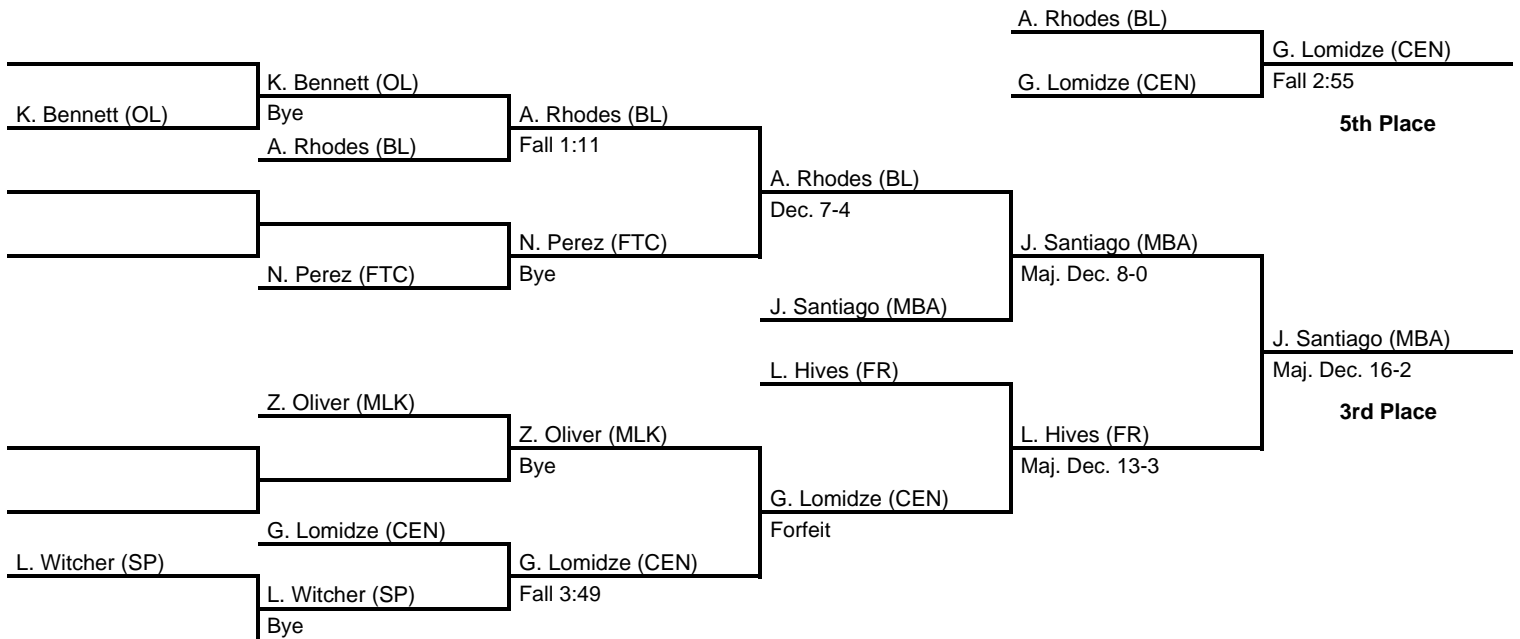 A. Rhodes (BL)
G. Lomidze (CEN)
K. Bennett (OL)
G. Lomidze (CEN)
Fall 2:55
K. Bennett (OL)
Bye
A. Rhodes (BL)
5th Place
A. Rhodes (BL)
Fall 1:11
A. Rhodes (BL)
Dec. 7-4
N. Perez (FTC)
J. Santiago (MBA)
N. Perez (FTC)
Bye
Maj. Dec. 8-0
J. Santiago (MBA)
J. Santiago (MBA)
L. Hives (FR)
Maj. Dec. 16-2
Z. Oliver (MLK)
3rd Place
Z. Oliver (MLK)
L. Hives (FR)
Bye
Maj. Dec. 13-3
G. Lomidze (CEN)
G. Lomidze (CEN)
Forfeit
L. Witcher (SP)
G. Lomidze (CEN)
L. Witcher (SP)
Fall 3:49
Bye